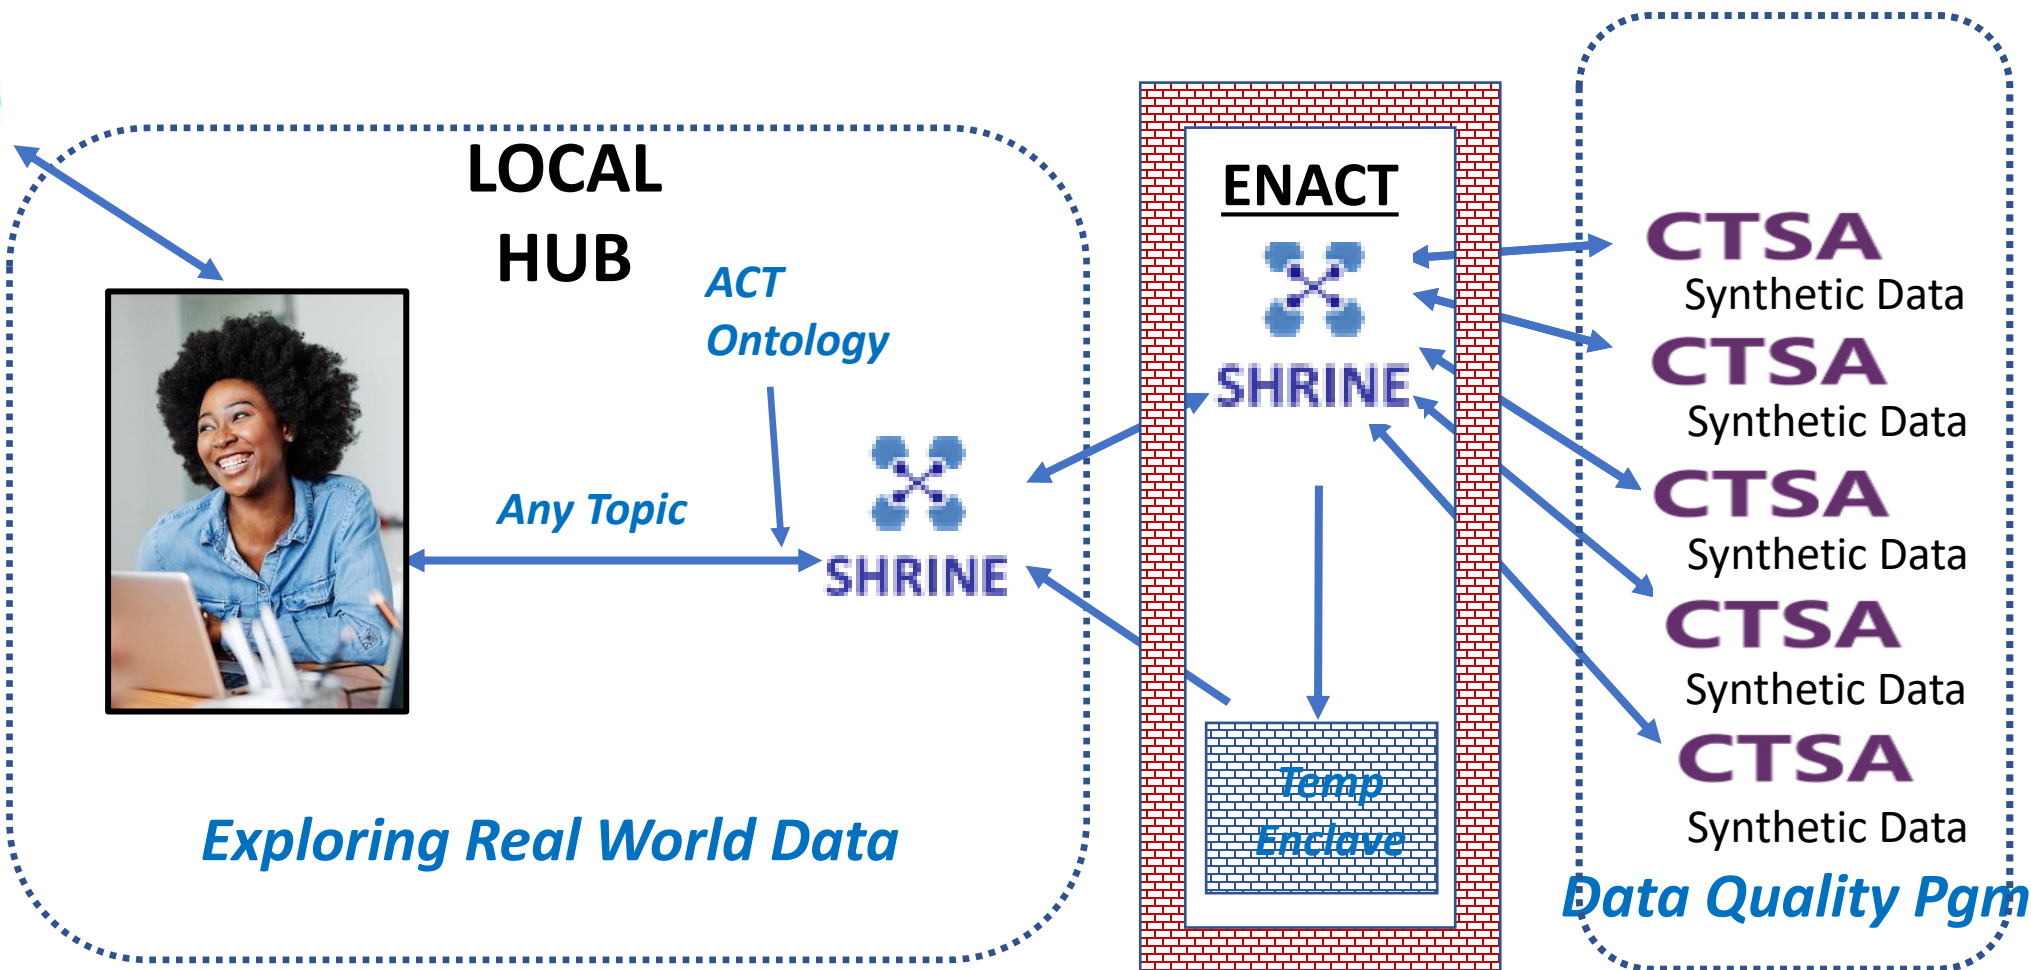 LOCAL
HUB
ACT
Ontology
Any Topic
SHRINE
Exploring Real World Data
ENACT
SHRINE
Temp
Enclave
CTSA
Synthetic Data
CTSA
Synthetic Data
CTSA
Synthetic Data
CTSA
Synthetic Data
CTSA
Synthetic Data
Data Quality Pgm